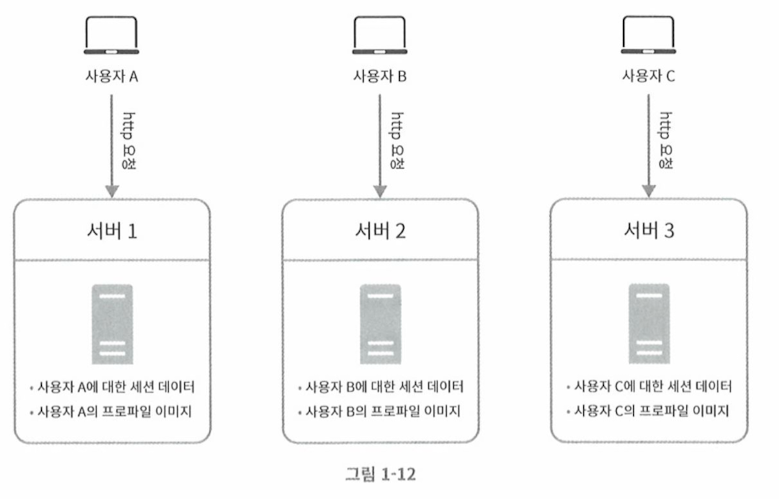 사용자 A
사용자 B
사용자 C
http 요청
http 요청
http 요청
서버 1
서버 2
서버 3
• 사용자 A에 대한 세션 데이터
• 사용자 A의 프로파일 이미지
• 사용자 B에 대한 세션 데이터
• 사용자 B의 프로파일 이미지
• 사용자 C에 대한 세션 데이터
• 사용자 C의 프로파일 이미지
그림 1-12